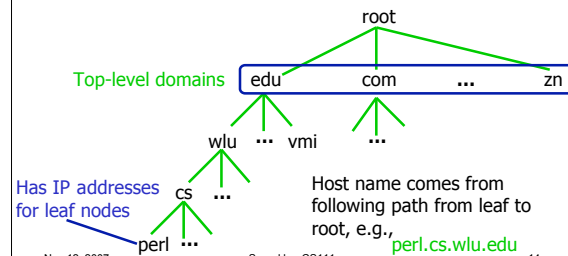 root
Top-level domains edu com ... zn
wlu ... vmi ...
Has IP addresses
for leaf nodes
cs ...
Host name comes from
following path from leaf to
root, e.g.,
perl.cs.wlu.edu
perl ...